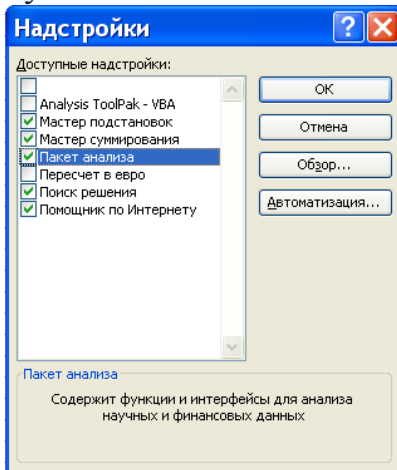 Надстройки
Доступные надстройки:
Analysis ToolPak - VBA
Мастер подстановок
Мастер суммирования
Пакет анализа
Пересчет в евро
Поиск решения
Помощник по Интернету
ОК
Отмена
Обзор...
Автоматизация...
Пакет анализа
Содержит функции и интерфейсы для анализа
научных и финансовых данных